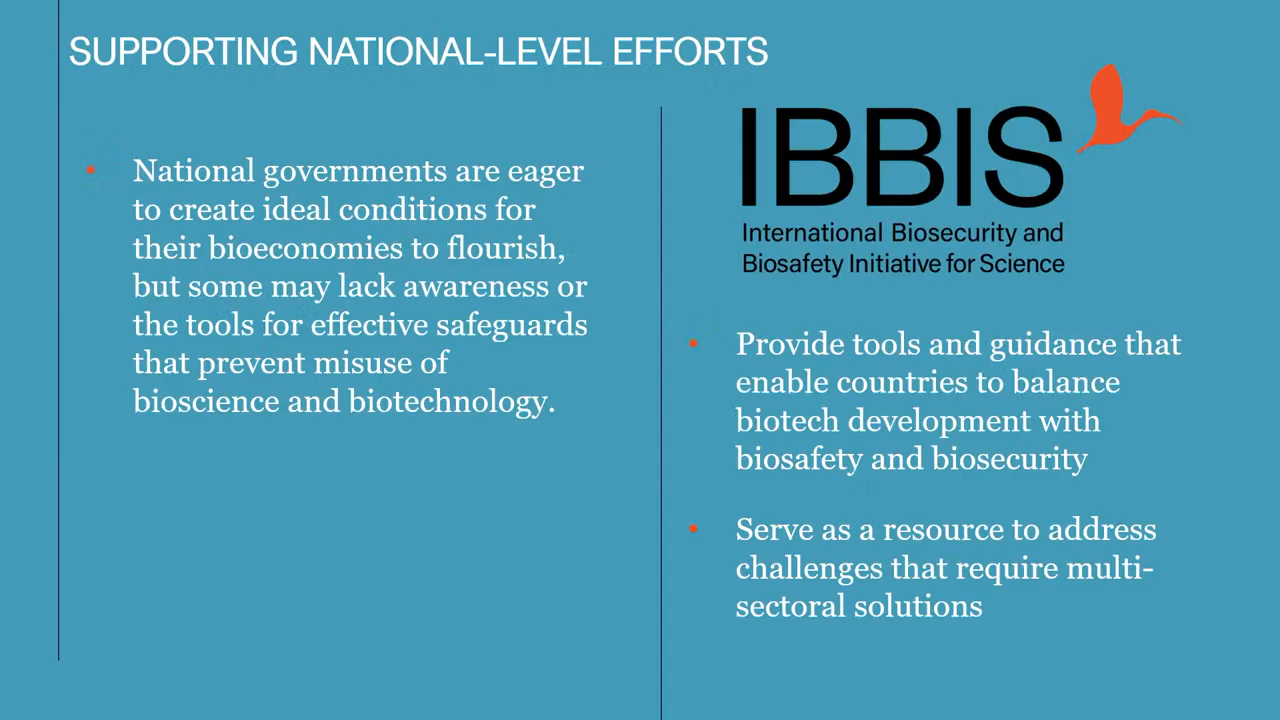 SUPPORTING NATIONAL-LEVEL EFFORTS
National governments are eager
to create ideal conditions for
their bioeconomies to flourish,
but some may lack awareness or
the tools for effective safeguards
that prevent misuse of
bioscience and biotechnology.
IBBIS
International Biosecurity and
Biosafety Initiative for Science
Provide tools and guidance that
enable countries to balance
biotech development with
biosafety and biosecurity
Serve as a resource to address
challenges that require multi-
sectoral solutions